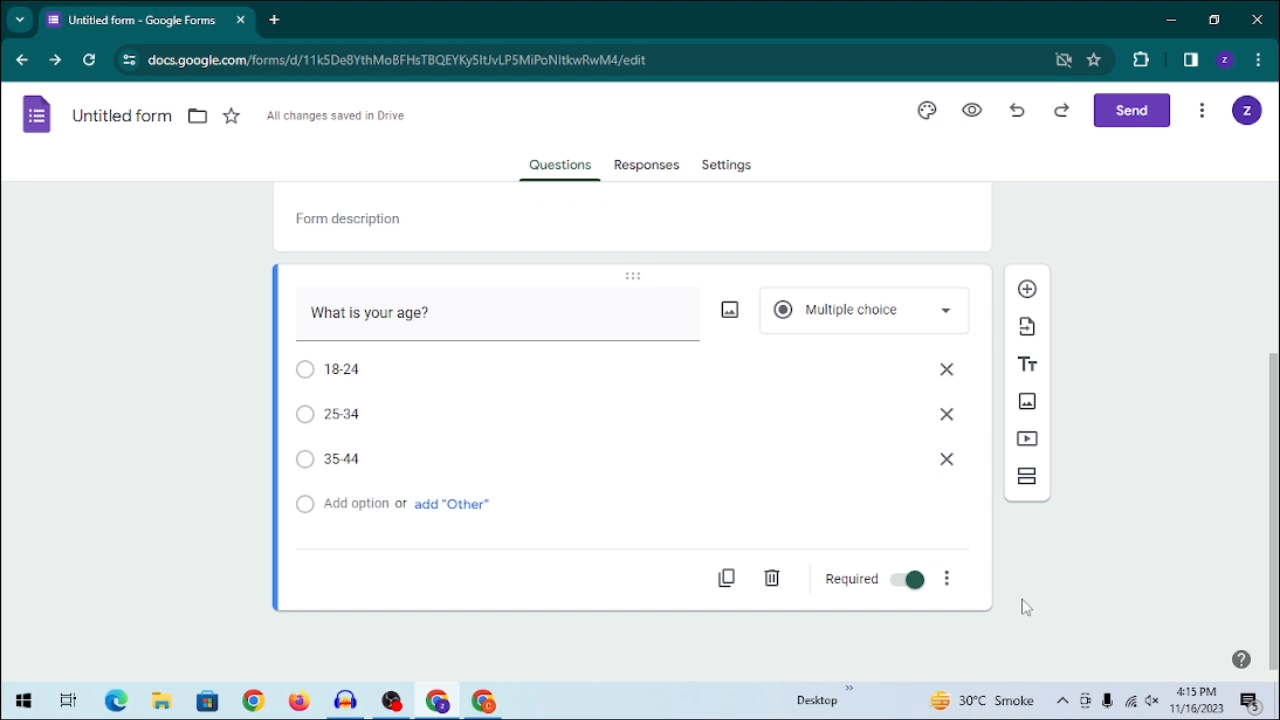 Untitled form - Google Forms
docs.google.com/forms/d/11k5De8YthMoBFHsTBQEYKy5ItJvLP5MiPoNItkwRwM4/edit
Z
Untitled form
All changes saved in Drive
Send
Z
Questions Responses Settings
Form description
What is your age?
Multiple choice
18-24
25-34
35-44
Add option or add "Other"
Required
Desktop
30°C Smoke
4:15 PM
11/16/2023
5